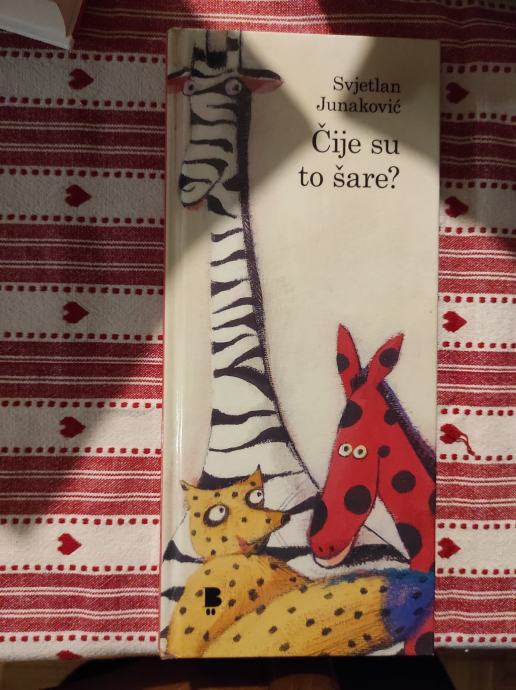 Svjetlan
Junaković
Čije su
to šare?
B